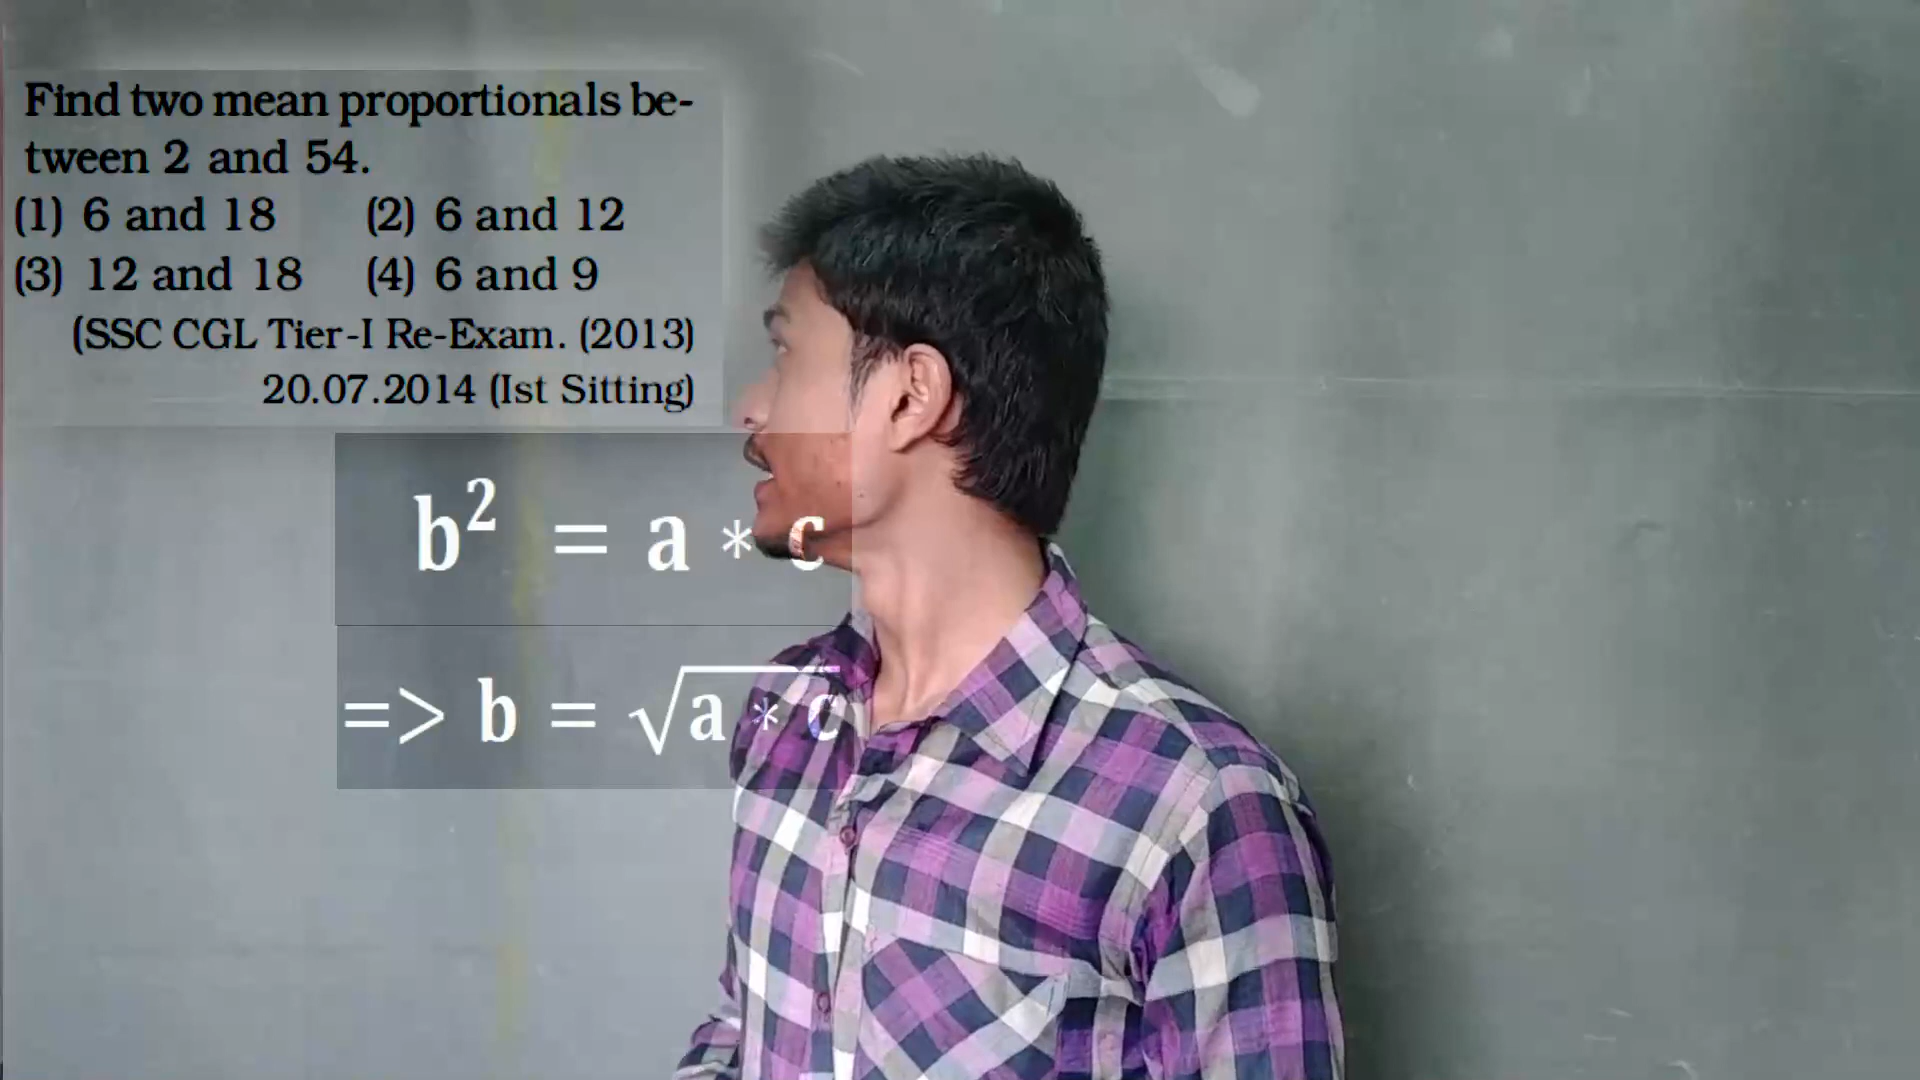 Find two mean proportionals be-
tween 2 and 54.
(1) 6 and 18 (2) 6 and 12
(3) 12 and 18 (4) 6 and 9
(SSC CGL Tier-I Re-Exam. (2013)
20.07.2014 (Ist Sitting)
b² = a * c
=> b = √a * c